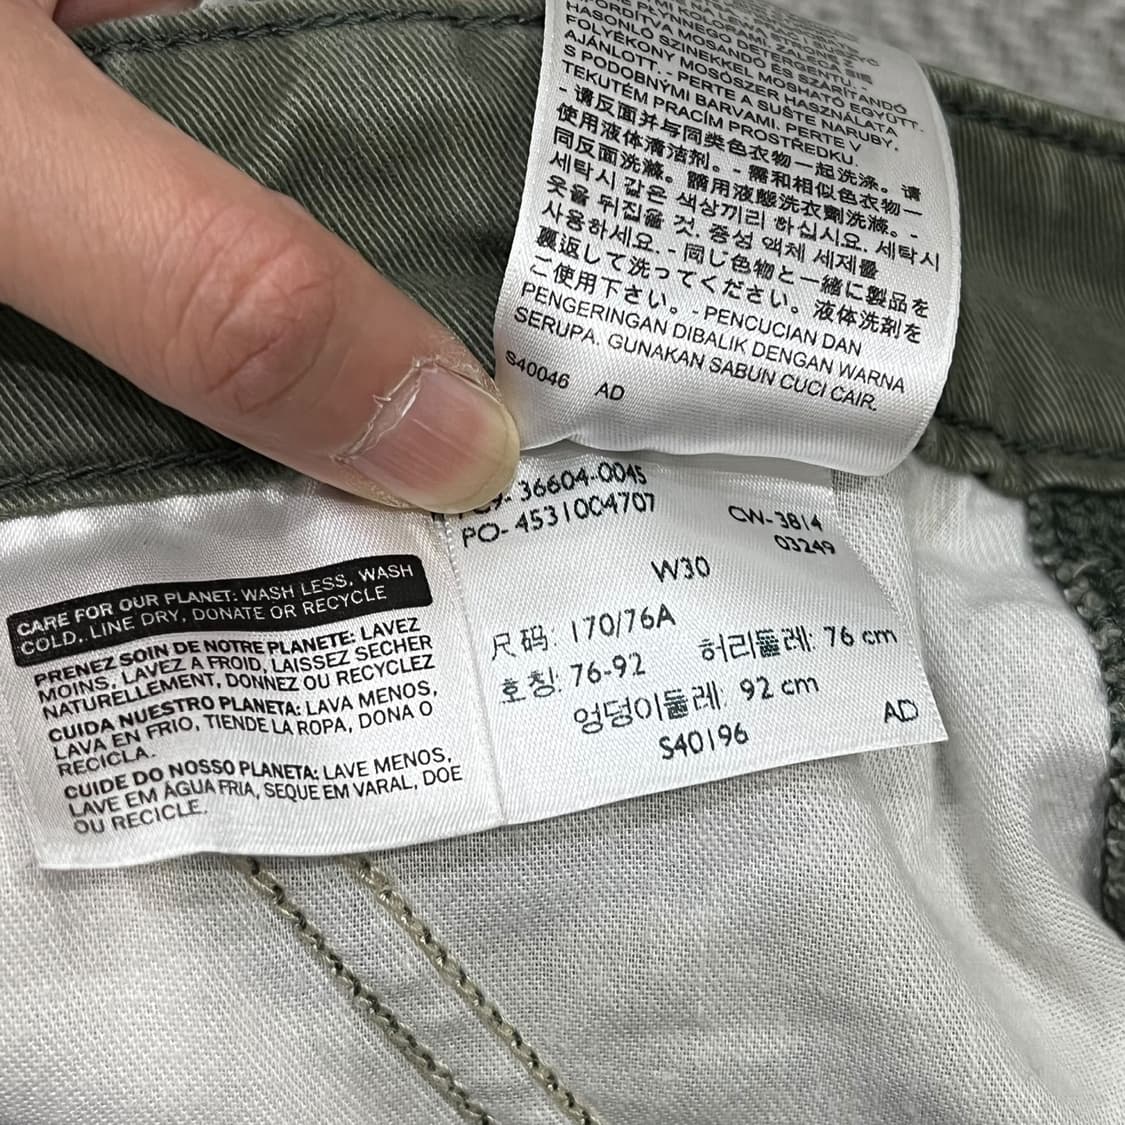 FORDÍTVA MOSANDÓ ÉS SZÁRÍTANDÓ
HASONLÓ SZINEKKEL MOSHATÓ EGYÜTT.
FOLYÉKONY MOSÓSZER HASZNÁLATA
AJÁNLOTT. - PERTE A SUŠTE NARUBY,
S PODOBNÝMI BARVAMI. PERTE V
TEKUTÉM PRACÍM PROSTŘEDKU.
- 请反面并与同类色衣物一起洗涤。请
使用液体清洁剂。- 需和相似色衣物一
同反面洗滌。請用液態洗衣劑洗滌。-
세탁시 같은 색상끼리 하십시요. 세탁시
옷을 뒤집을 것. 중성 액체 세제를
사용하세요. - 同じ色物と一緒に製品を
裏返して洗ってください。液体洗剤を
ご使用下さい。- PENCUCIAN DAN
PENGERINGAN DIBALIK DENGAN WARNA
SERUPA. GUNAKAN SABUN CUCI CAIR.
S40046 AD
36604-0045
PO- 4531004707
CW-3814
03249
W30
尺码: 170/76A
호칭: 76-92 허리둘레: 76 cm
엉덩이둘레: 92 cm
S40196 AD
CARE FOR OUR PLANET: WASH LESS, WASH
COLD, LINE DRY, DONATE OR RECYCLE
PRENEZ SOIN DE NOTRE PLANETE: LAVEZ
MOINS, LAVEZ A FROID, LAISSEZ SECHER
NATURELLEMENT, DONNEZ OU RECYCLEZ
CUIDA NUESTRO PLANETA: LAVA MENOS,
LAVA EN FRIO, TIENDE LA ROPA, DONA O
RECICLA.
CUIDE DO NOSSO PLANETA: LAVE MENOS,
LAVE EM ÁGUA FRIA, SEQUE EM VARAL, DOE
OU RECICLE.